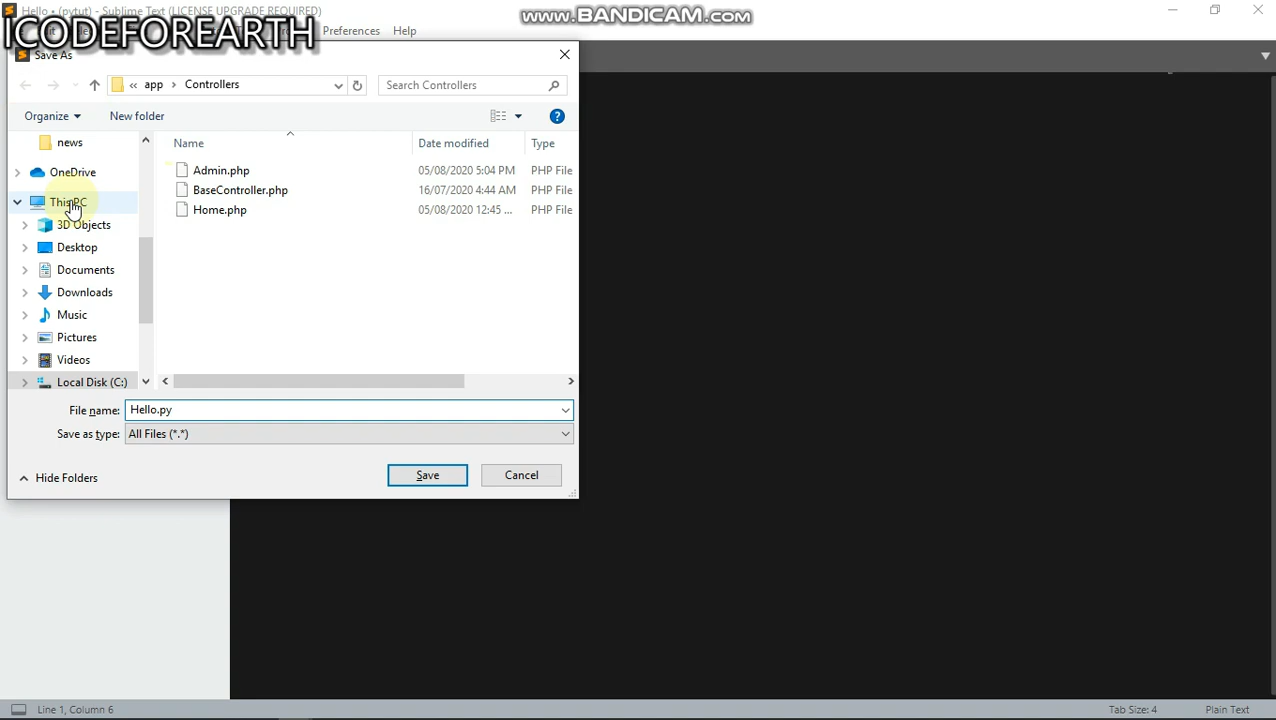 Hello • (pytut) - Sublime Text (LICENSE UPGRADE REQUIRED)
www.BANDICAM.com
ICODEFOREARTH
Preferences Help
Save As
« app › Controllers
Search Controllers
Organize
New folder
news
OneDrive
This PC
3D Objects
Desktop
Documents
Downloads
Music
Pictures
Videos
Local Disk (C:)
Name Date modified Type
Admin.php 05/08/2020 5:04 PM PHP File
BaseController.php 16/07/2020 4:44 AM PHP File
Home.php 05/08/2020 12:45 ... PHP File
File name: Hello.py
Save as type: All Files (*.*)
Hide Folders
Save
Cancel
Line 1, Column 6
Tab Size: 4
Plain Text